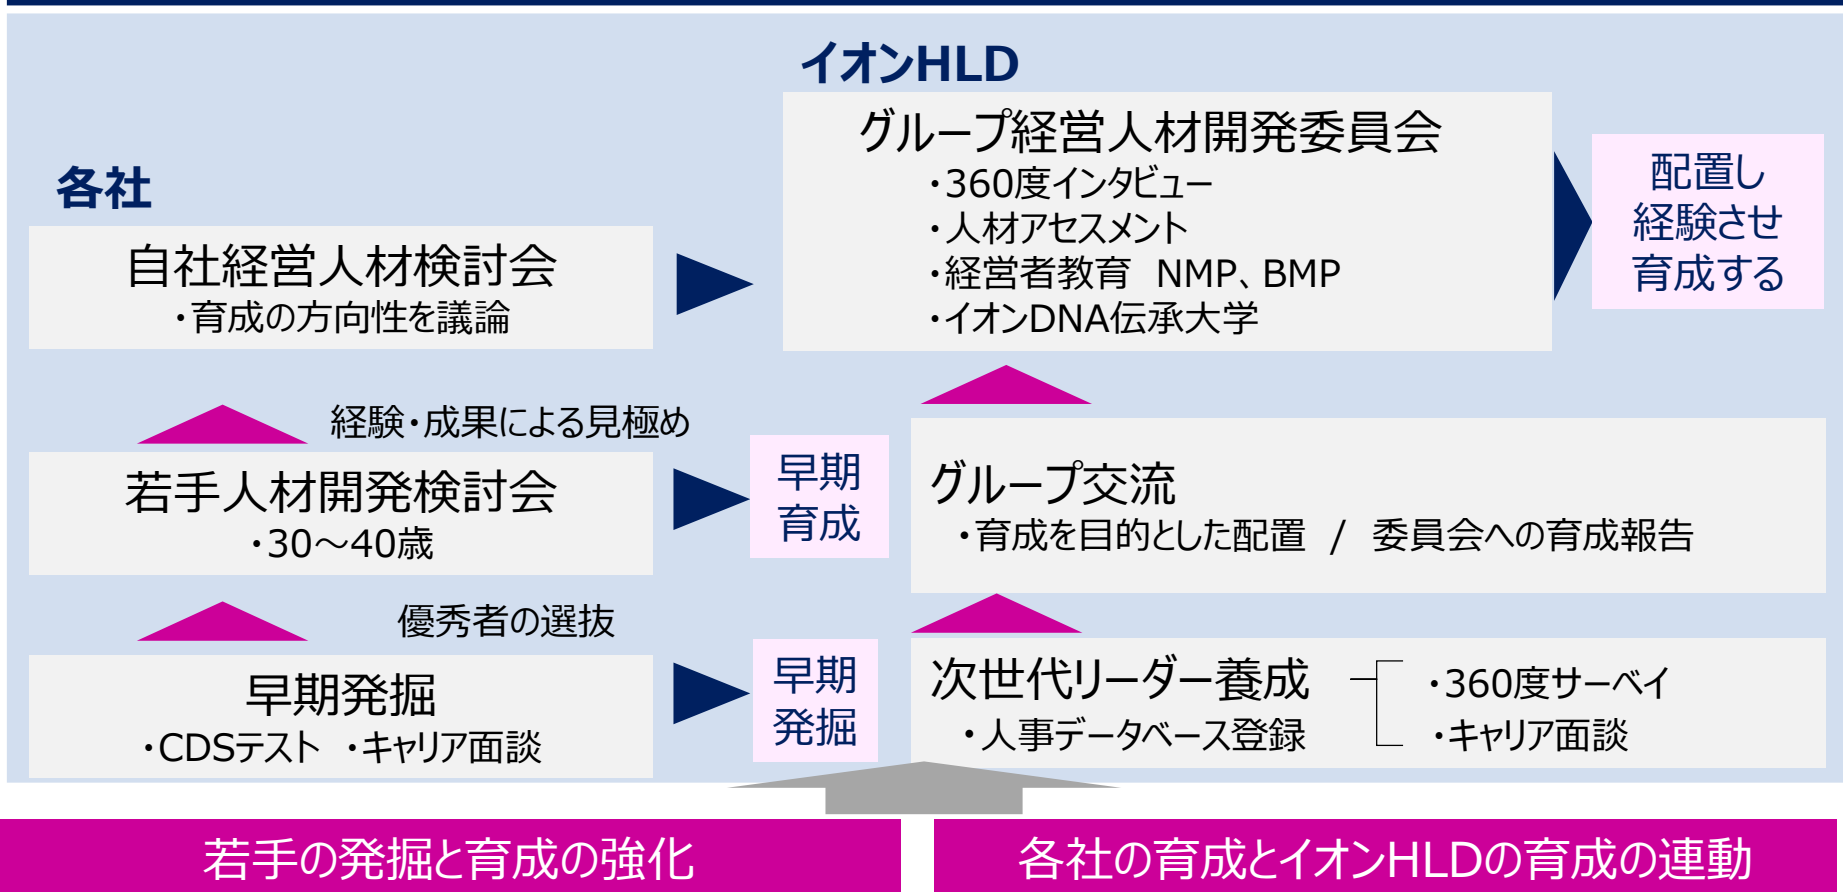 イオンHLD
グループ経営人材開発委員会
・360度インタビュー
・人材アセスメント
・経営者教育　NMP、BMP
・イオンDNA伝承大学
配置し
経験させ
育成する
各社
自社経営人材検討会
・育成の方向性を議論
経験・成果による見極め
若手人材開発検討会
・30～40歳
早期
育成
グループ交流
・育成を目的とした配置　/　委員会への育成報告
優秀者の選抜
早期発掘
・CDSテスト　・キャリア面談
早期
発掘
次世代リーダー養成
・人事データベース登録
・360度サーベイ
・キャリア面談
若手の発掘と育成の強化
各社の育成とイオンHLDの育成の連動